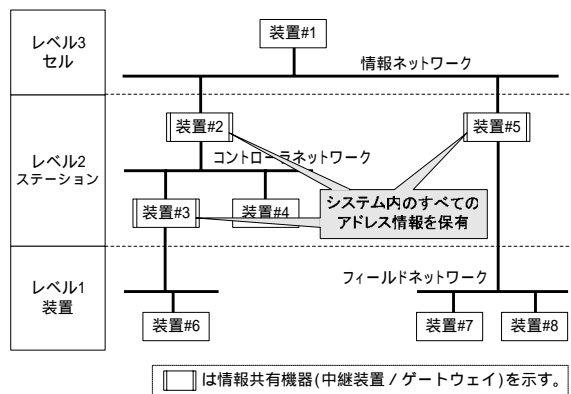 レベル3
セル
装置#1
情報ネットワーク
装置#2
装置#5
レベル2
ステーション
コントローラネットワーク
装置#3
装置#4
システム内のすべての
アドレス情報を保有
レベル1
装置
フィールドネットワーク
装置#6
装置#7
装置#8
は情報共有機器(中継装置/ゲートウェイ)を示す。